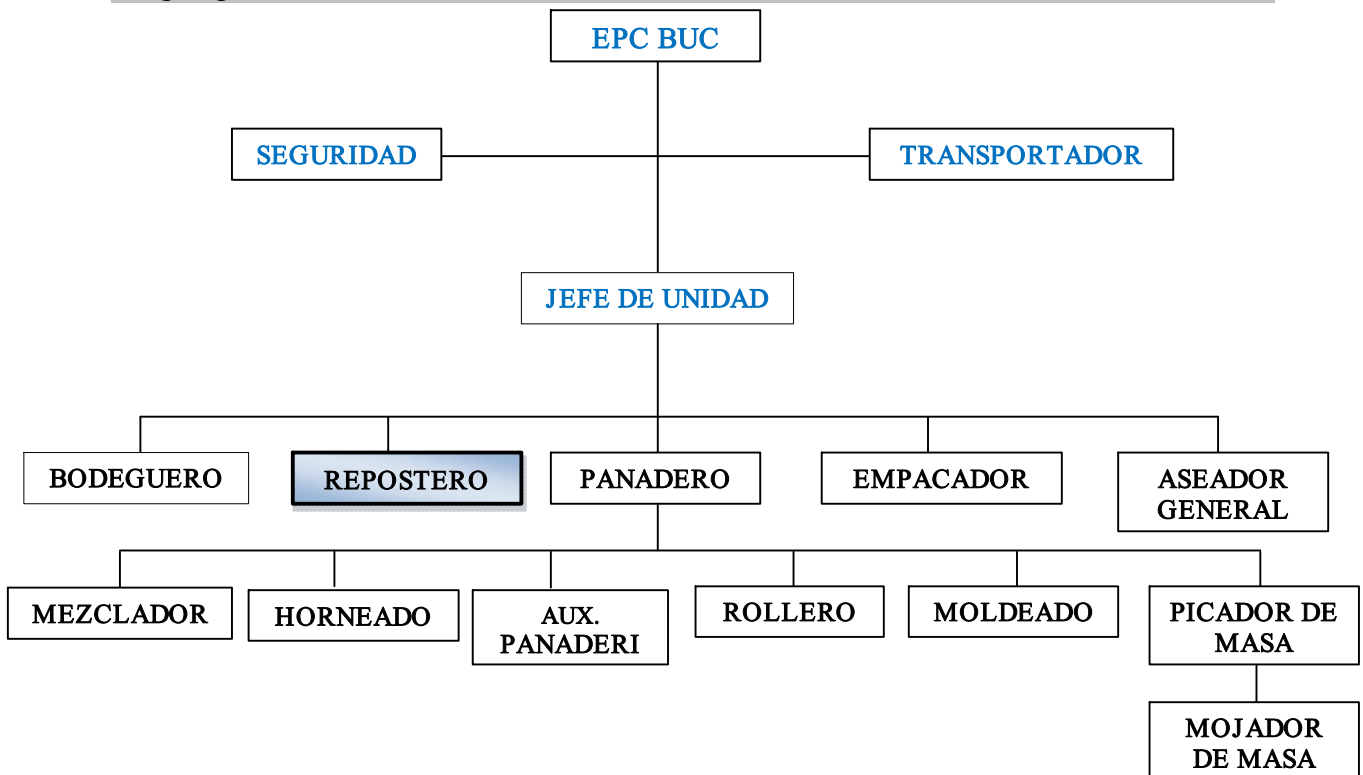 EPC BUC
SEGURIDAD
TRANSPORTADOR
JEFE DE UNIDAD
BODEGUERO
REPOSTERO
PANADERO
EMPACADOR
ASEADOR
GENERAL
MEZCLADOR
HORNEADO
AUX.
PANADERI
ROLLERO
MOLDEADO
PICADOR DE
MASA
MOJADOR
DE MASA